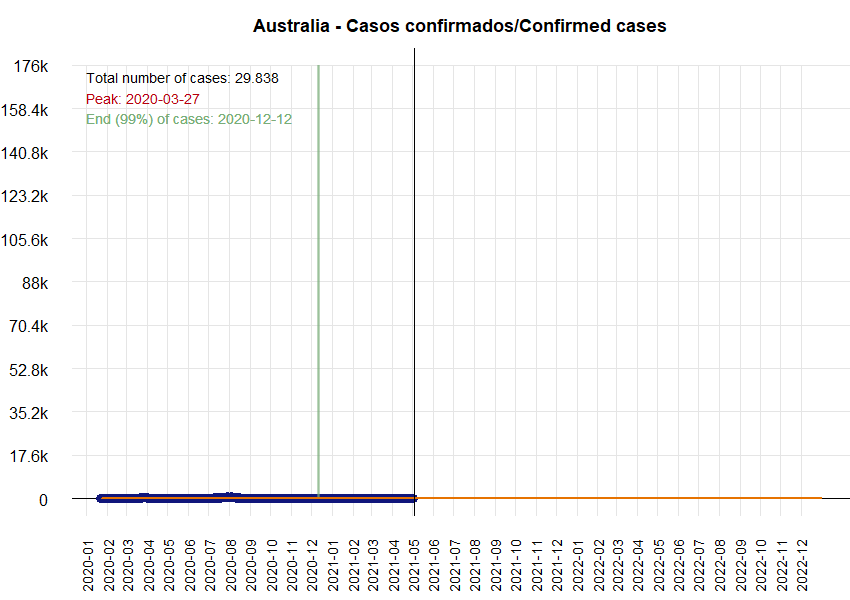 Australia - Casos confirmados/Confirmed cases
176k
158.4k
140.8k
123.2k
105.6k
88k
70.4k
52.8k
35.2k
17.6k
0
Total number of cases: 29.838
Peak: 2020-03-27
End (99%) of cases: 2020-12-12
2020-01
2020-02
2020-03
2020-04
2020-05
2020-06
2020-07
2020-08
2020-09
2020-10
2020-11
2020-12
2021-01
2021-02
2021-03
2021-04
2021-05
2021-06
2021-07
2021-08
2021-09
2021-10
2021-11
2021-12
2022-01
2022-02
2022-03
2022-04
2022-05
2022-06
2022-07
2022-08
2022-09
2022-10
2022-11
2022-12